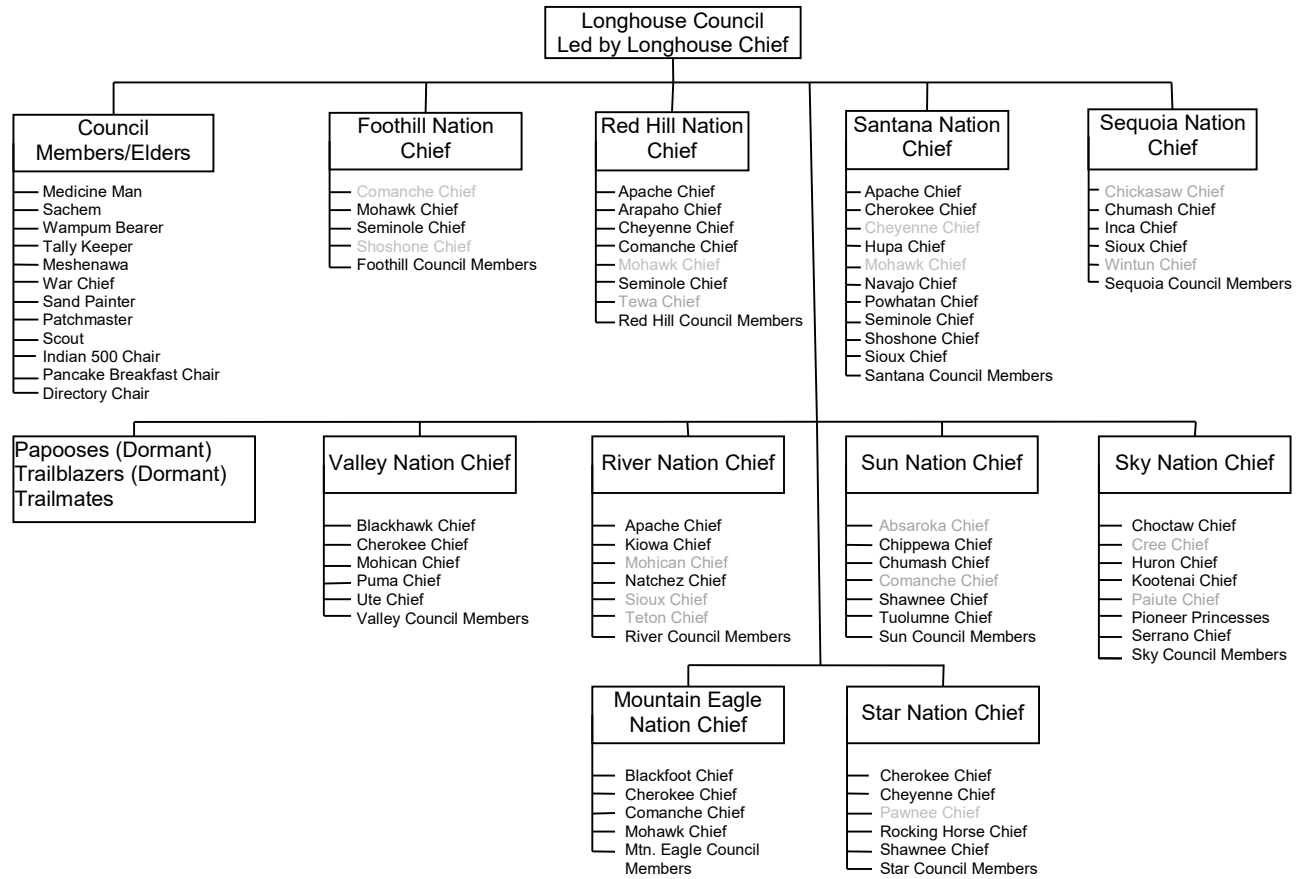 Longhouse Council
Led by Longhouse Chief
Council
Members/Elders
Medicine Man
Sachem
Wampum Bearer
Tally Keeper
Meshenawa
War Chief
Sand Painter
Patchmaster
Scout
Indian 500 Chair
Pancake Breakfast Chair
Directory Chair
Foothill Nation
Chief
Comanche Chief
Mohawk Chief
Seminole Chief
Shoshone Chief
Foothill Council Members
Red Hill Nation
Chief
Apache Chief
Arapaho Chief
Cheyenne Chief
Comanche Chief
Mohawk Chief
Seminole Chief
Tewa Chief
Red Hill Council Members
Santana Nation
Chief
Apache Chief
Cherokee Chief
Cheyenne Chief
Hupa Chief
Mohawk Chief
Navajo Chief
Powhatan Chief
Seminole Chief
Shoshone Chief
Sioux Chief
Santana Council Members
Sequoia Nation
Chief
Chickasaw Chief
Chumash Chief
Inca Chief
Sioux Chief
Wintun Chief
Sequoia Council Members
Papooses (Dormant)
Trailblazers (Dormant)
Trailmates
Valley Nation Chief
Blackhawk Chief
Cherokee Chief
Mohican Chief
Puma Chief
Ute Chief
Valley Council Members
River Nation Chief
Apache Chief
Kiowa Chief
Mohican Chief
Natchez Chief
Sioux Chief
Teton Chief
River Council Members
Sun Nation Chief
Absaroka Chief
Chippewa Chief
Chumash Chief
Comanche Chief
Shawnee Chief
Tuolumne Chief
Sun Council Members
Sky Nation Chief
Choctaw Chief
Cree Chief
Huron Chief
Kootenai Chief
Paiute Chief
Pioneer Princesses
Serrano Chief
Sky Council Members
Mountain Eagle
Nation Chief
Blackfoot Chief
Cherokee Chief
Comanche Chief
Mohawk Chief
Mtn. Eagle Council
Members
Star Nation Chief
Cherokee Chief
Cheyenne Chief
Pawnee Chief
Rocking Horse Chief
Shawnee Chief
Star Council Members